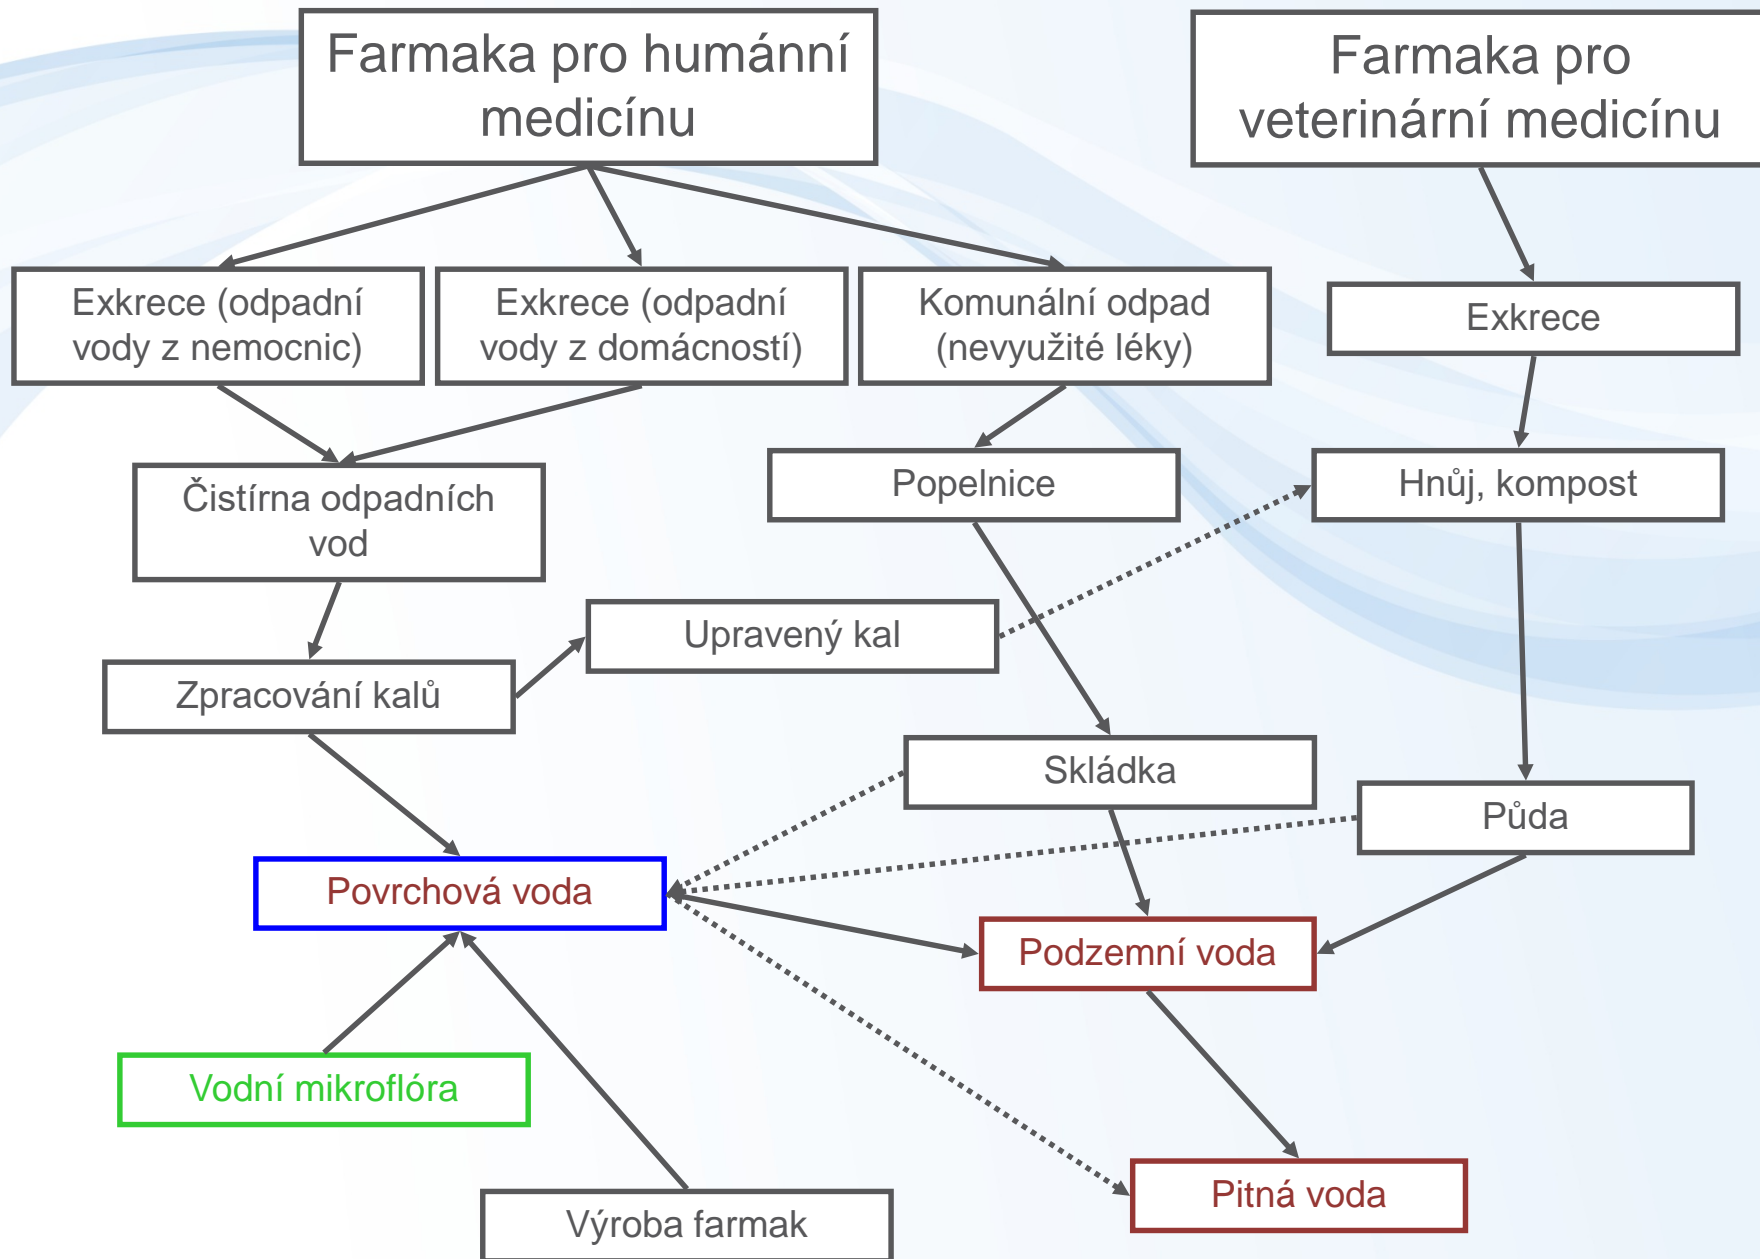 Farmaka pro humánní
medicínu
Farmaka pro
veterinární medicínu
Exkrece (odpadní
vody z nemocnic)
Exkrece (odpadní
vody z domácností)
Komunální odpad
(nevyužité léky)
Exkrece
Čistírna odpadních
vod
Popelnice
Hnůj, kompost
Upravený kal
Zpracování kalů
Skládka
Půda
Povrchová voda
Podzemní voda
Vodní mikroflóra
Pitná voda
Výroba farmak